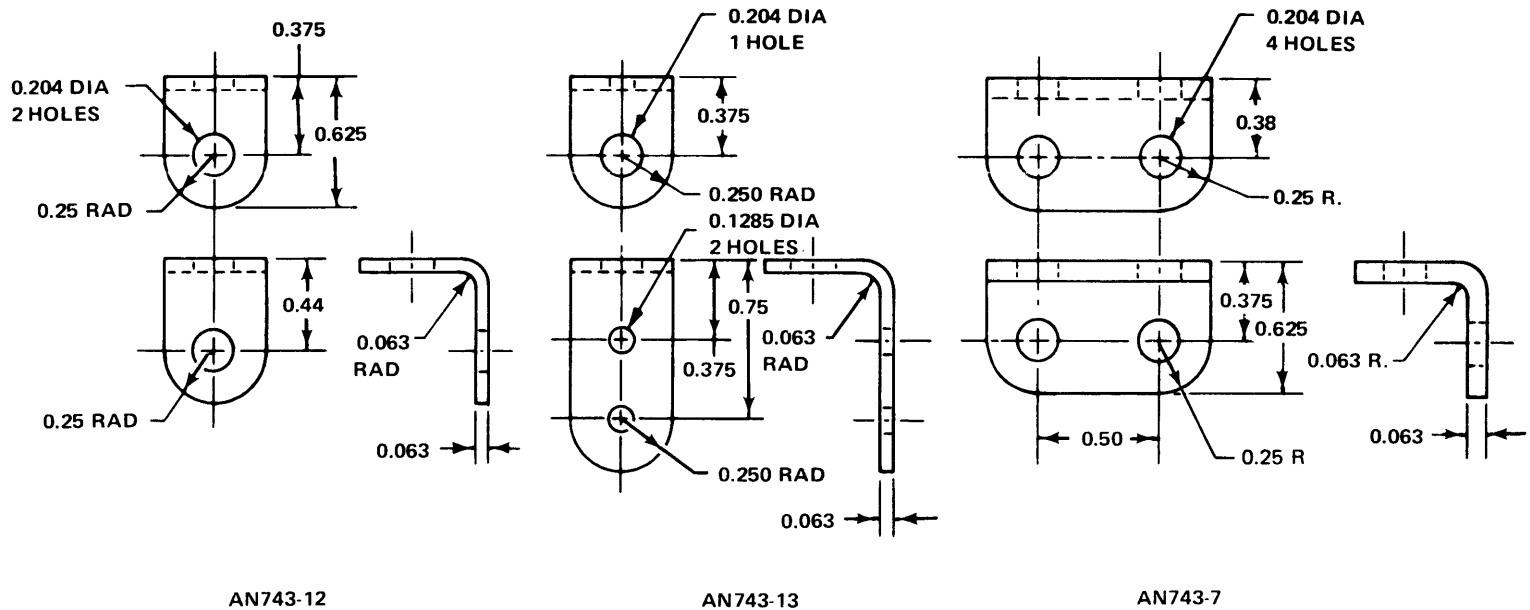 0.375
0.204 DIA
2 HOLES
0.625
0.25 RAD
0.44
0.063
RAD
0.25 RAD
0.063
AN743-12
0.204 DIA
1 HOLE
0.375
0.250 RAD
0.1285 DIA
2 HOLES
0.75
0.063
RAD
0.375
0.250 RAD
0.063
AN743-13
0.204 DIA
4 HOLES
0.38
0.25 R.
0.375
0.625
0.063 R.
0.50
0.25 R
0.063
AN743-7